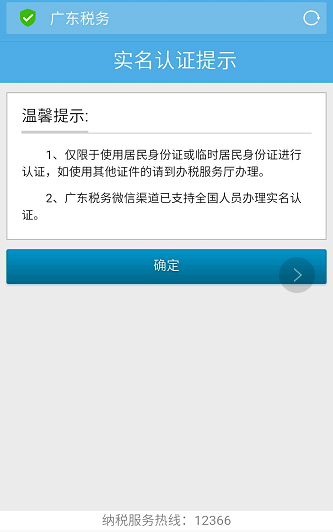 广东税务
实名认证提示
温馨提示:
1、仅限于使用居民身份证或临时居民身份证进行
认证，如使用其他证件的请到办税服务厅办理。
2、广东税务微信渠道已支持全国人员办理实名认
证。
确定
纳税服务热线：12366